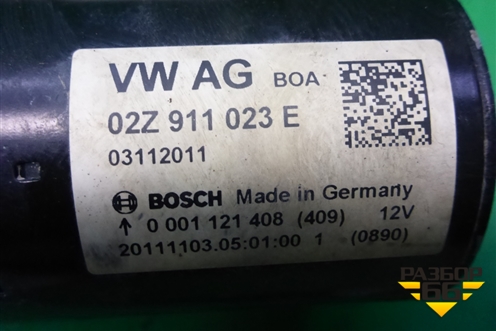 VW AG BOA
02Z 911 023 E
03112011
BOSCH Made in Germany
↑ 0 001 121 408 (409) 12V
20111103.05:01:00 1 (0890)
РАЗБОР
66